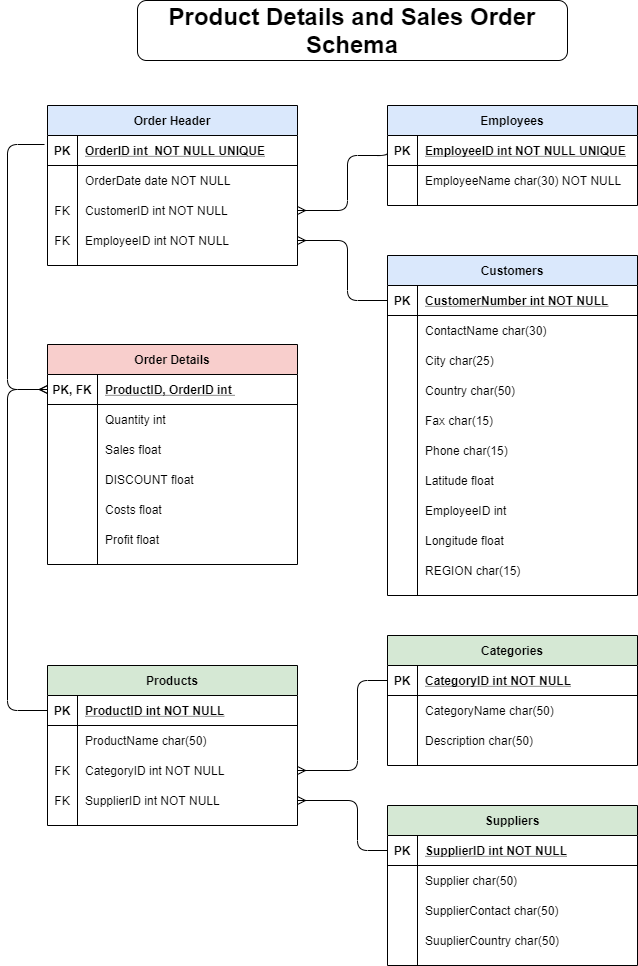 Product Details and Sales Order
Schema
Order Header
PK OrderID int  NOT NULL UNIQUE
OrderDate date NOT NULL
FK CustomerID int NOT NULL
FK EmployeeID int NOT NULL
Employees
PK EmployeeID int NOT NULL UNIQUE
EmployeeName char(30) NOT NULL
Customers
PK CustomerNumber int NOT NULL
ContactName char(30)
City char(25)
Country char(50)
Fax char(15)
Phone char(15)
Latitude float
EmployeeID int
Longitude float
REGION char(15)
Order Details
PK, FK ProductID, OrderID int
Quantity int
Sales float
DISCOUNT float
Costs float
Profit float
Products
PK ProductID int NOT NULL
ProductName char(50)
FK CategoryID int NOT NULL
FK SupplierID int NOT NULL
Categories
PK CategoryID int NOT NULL
CategoryName char(50)
Description char(50)
Suppliers
PK SupplierID int NOT NULL
Supplier char(50)
SupplierContact char(50)
SuuplierCountry char(50)